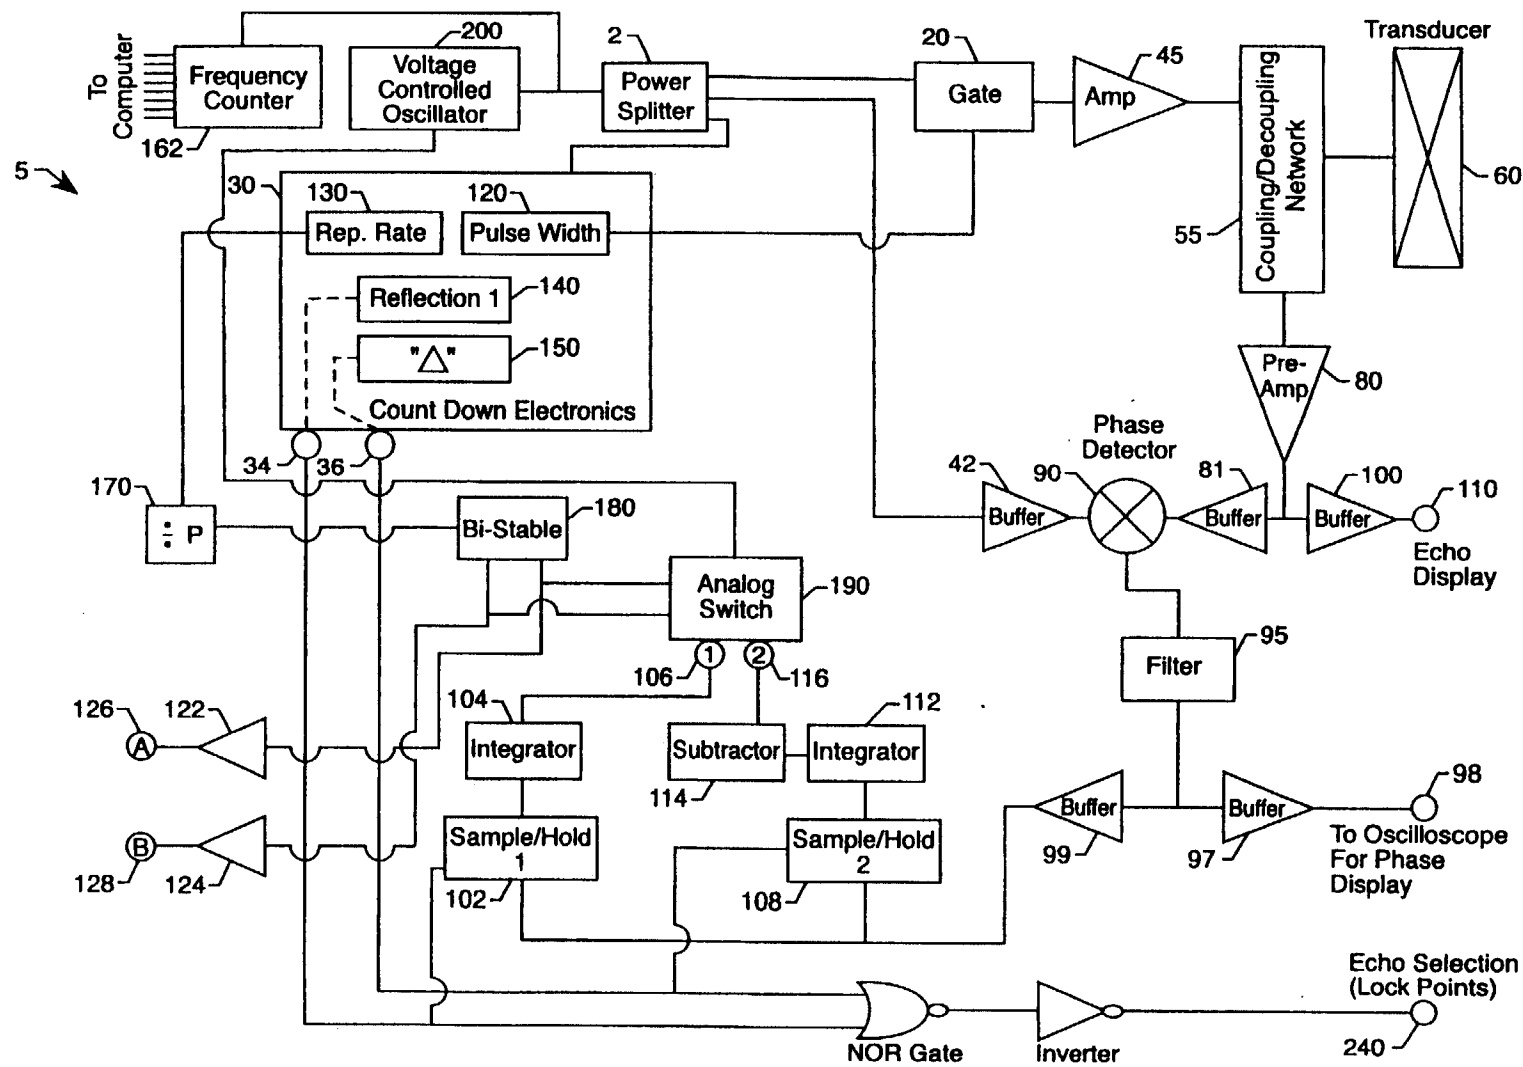 To
Computer
Frequency
Counter
162
200
Voltage
Controlled
Oscillator
2
Power
Splitter
20
Gate
45
Amp
Transducer
60
Coupling/Decoupling
Network
55
5
30
130
Rep. Rate
120
Pulse Width
Reflection 1
140
"△"
150
Count Down Electronics
34
36
Pre-
Amp
80
Phase
Detector
42
Buffer
90
81
Buffer
100
Buffer
110
Echo
Display
170
÷ P
Bi-Stable
180
Analog
Switch
190
1
106
2
116
Filter
95
126
A
122
104
Integrator
Subtractor
114
112
Integrator
128
B
124
Sample/Hold
1
102
Sample/Hold
2
108
Buffer
99
Buffer
97
98
To Oscilloscope
For Phase
Display
NOR Gate
Inverter
Echo Selection
(Lock Points)
240